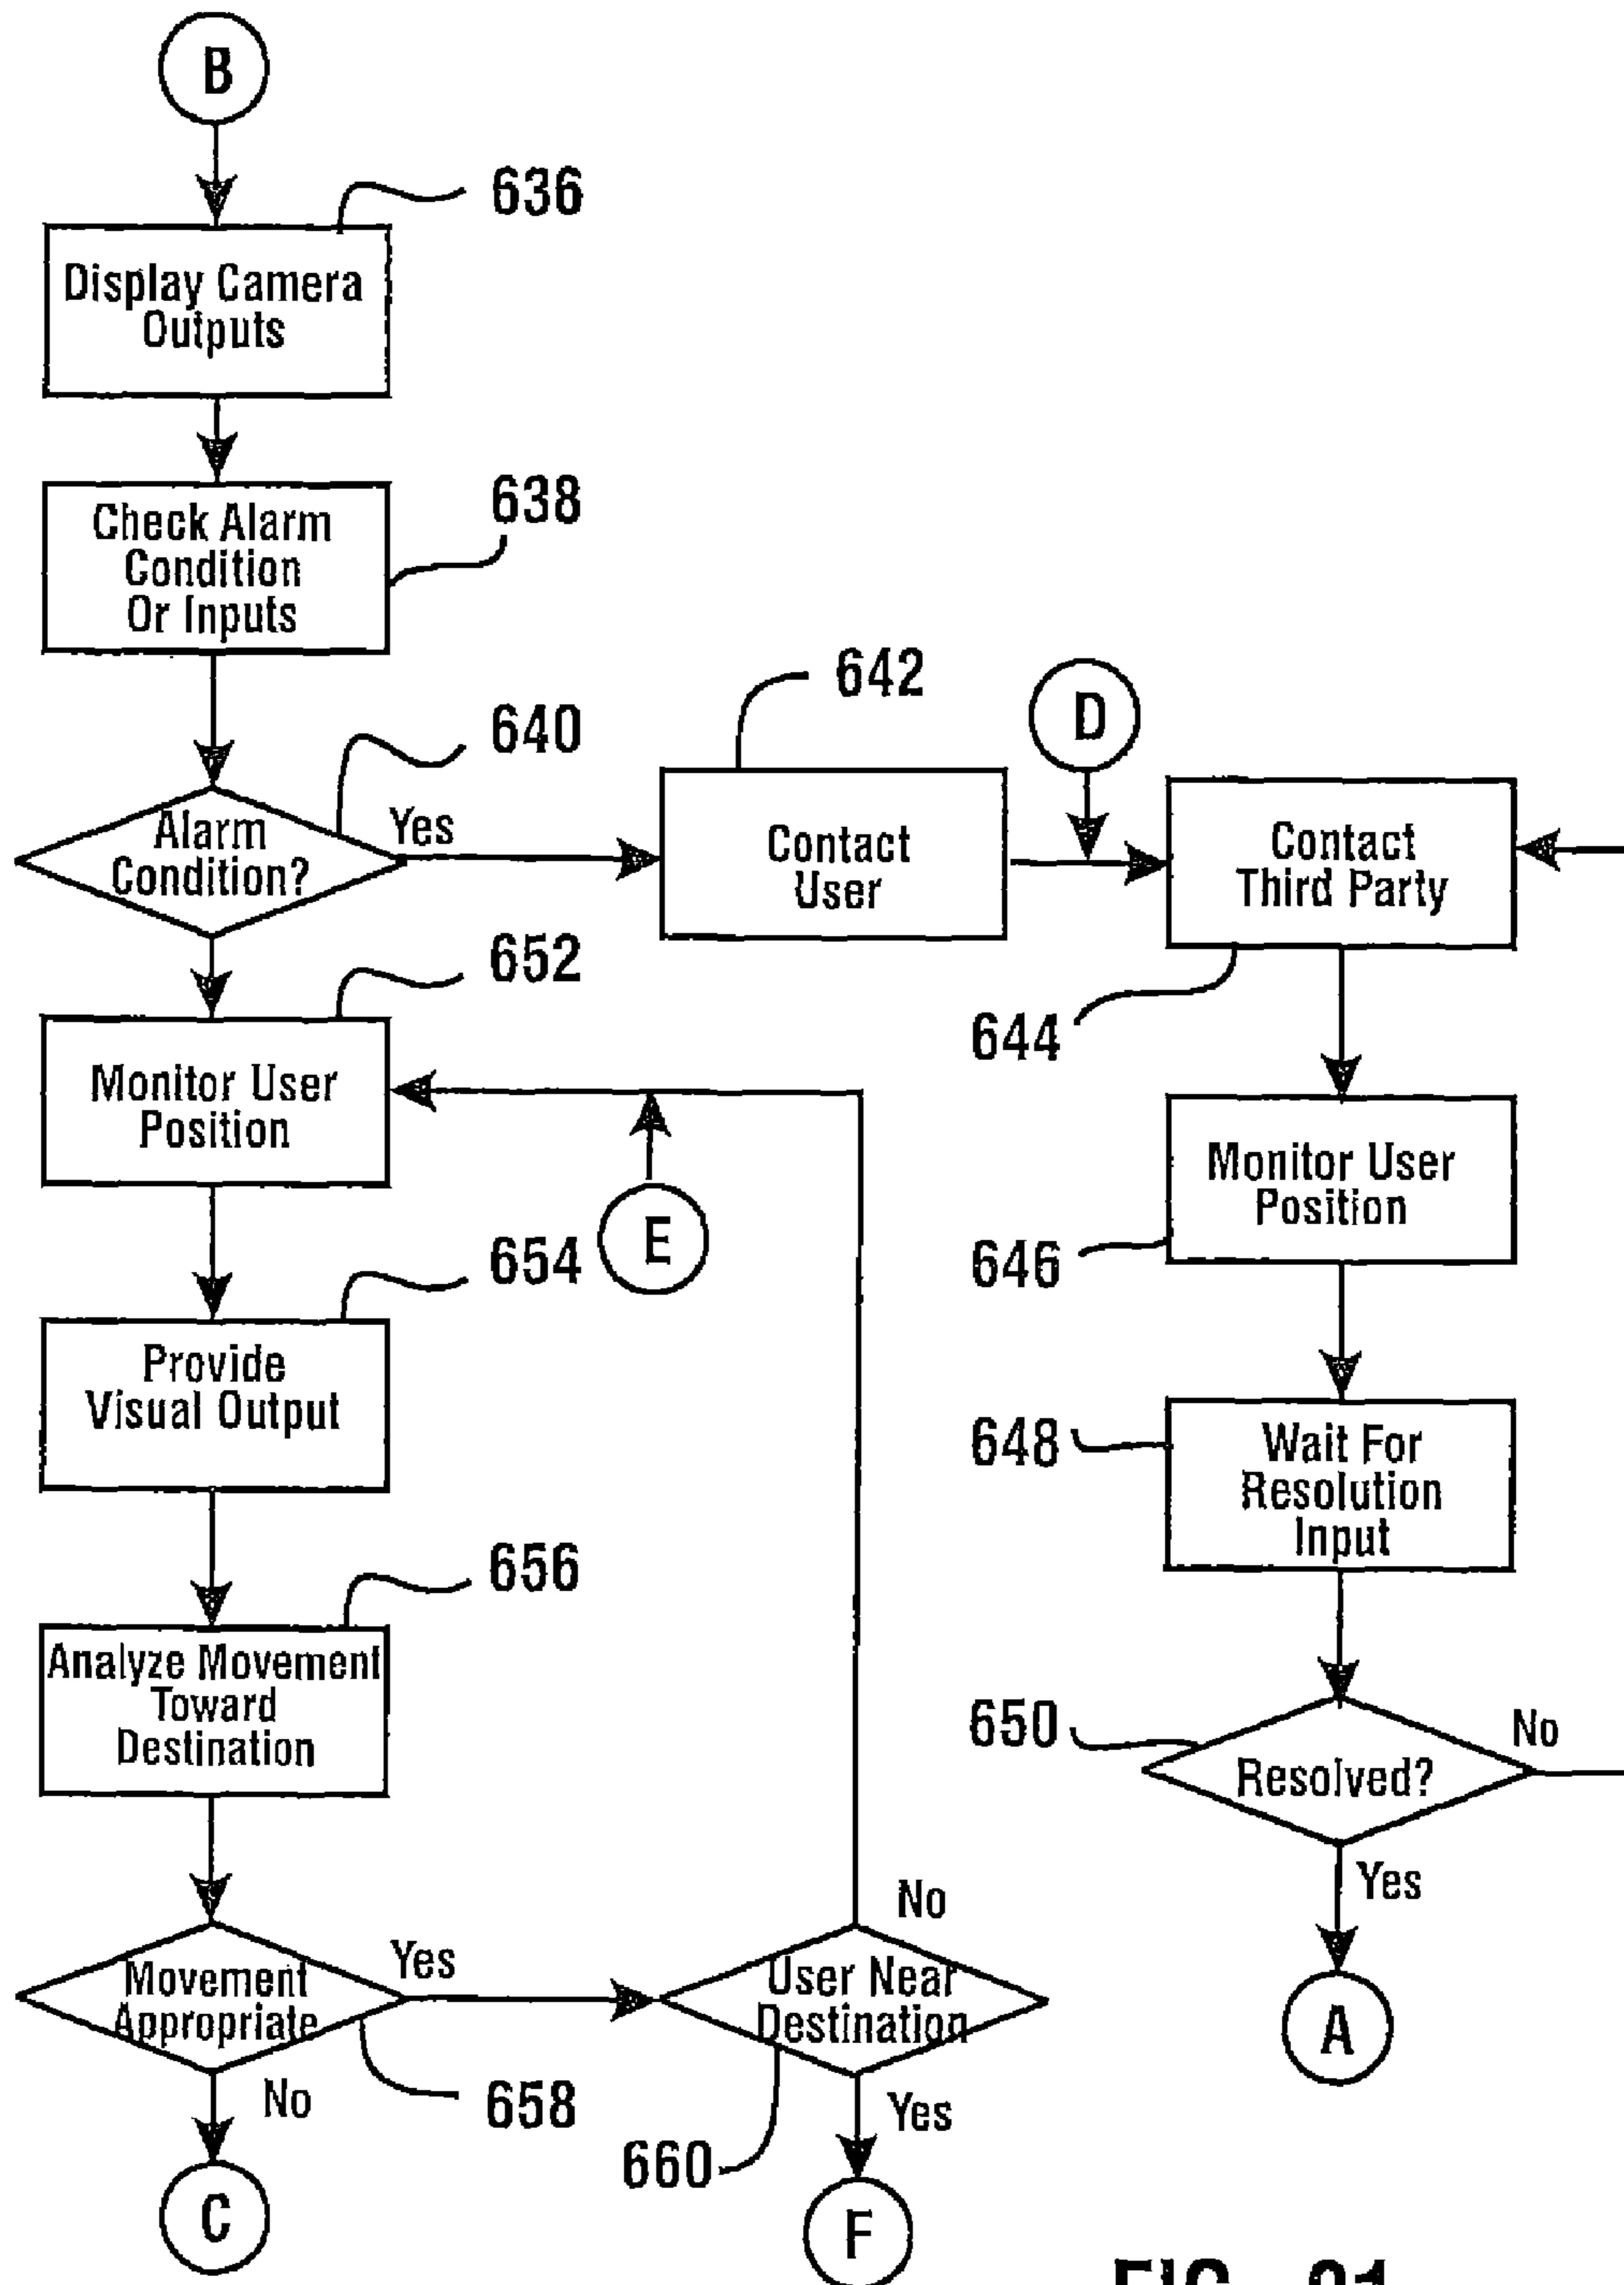 B
636
Display Camera
Outputs
638
Check Alarm
Condition
Or Inputs
640
Alarm
Condition?
Yes
642
Contact
User
D
Contact
Third Party
644
652
Monitor User
Position
E
646
Monitor User
Position
654
Provide
Visual Output
648
Wait For
Resolution
Input
656
Analyze Movement
Toward
Destination
650
Resolved?
No
Yes
A
Movement
Appropriate
Yes
658
No
C
User Near
Destination
No
660
Yes
F